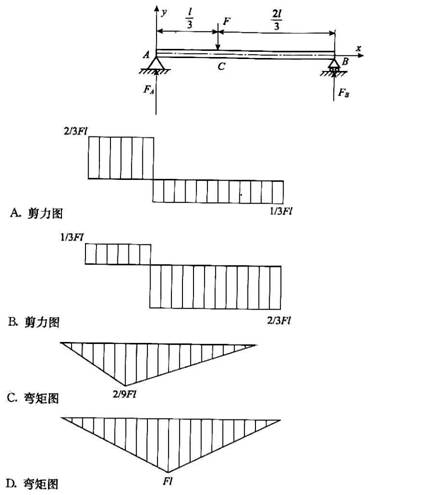 y
l/3
F
2l/3
A
C
B
x
F_A
F_B
2/3Fl
1/3Fl
A. 剪力图
1/3Fl
2/3Fl
B. 剪力图
2/9Fl
C. 弯矩图
Fl
D. 弯矩图